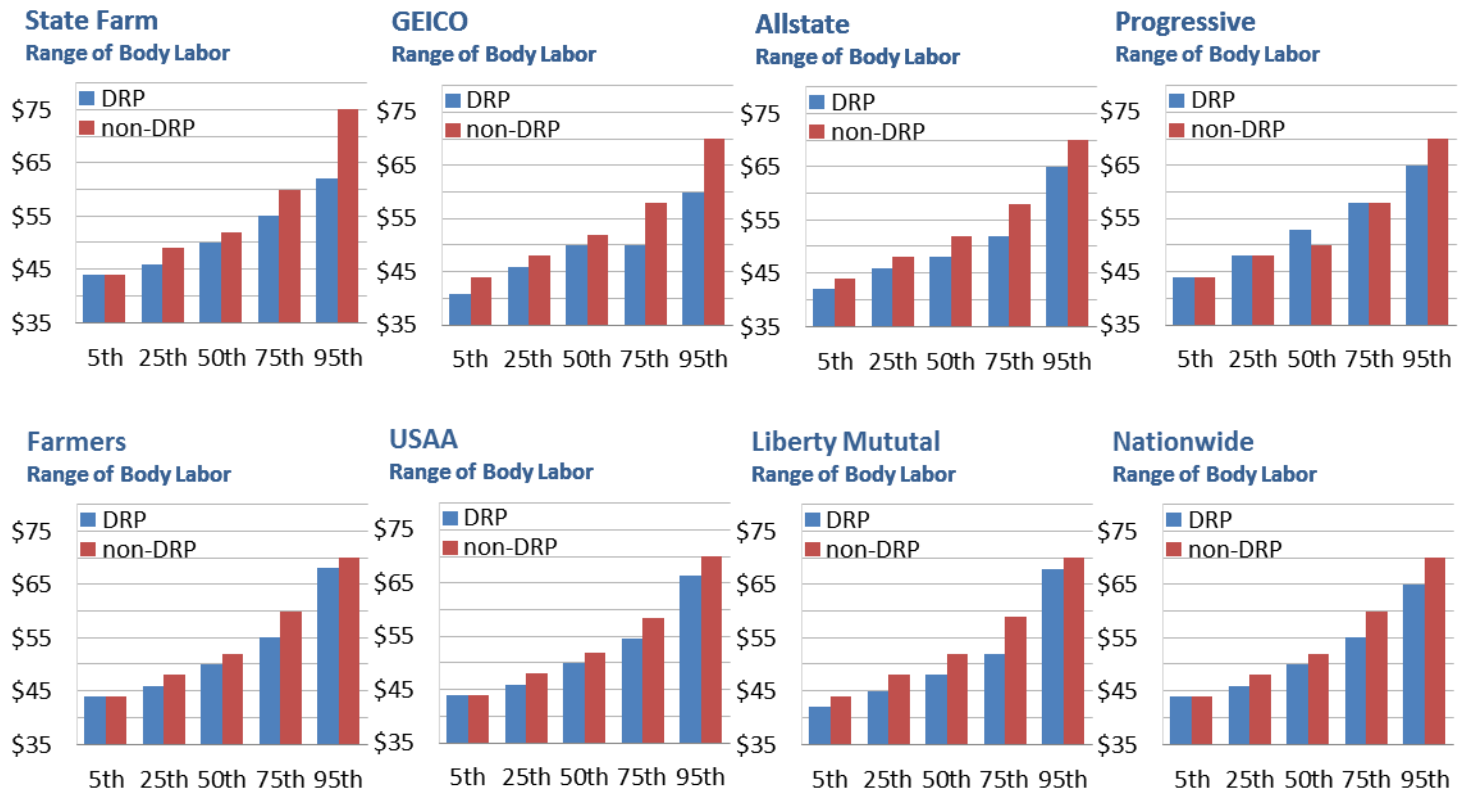 State Farm
Range of Body Labor
DRP
non-DRP
$75
$65
$55
$45
$35
5th 25th 50th 75th 95th
GEICO
Range of Body Labor
DRP
non-DRP
$75
$65
$55
$45
$35
5th 25th 50th 75th 95th
Allstate
Range of Body Labor
DRP
non-DRP
$75
$65
$55
$45
$35
5th 25th 50th 75th 95th
Progressive
Range of Body Labor
DRP
non-DRP
$75
$65
$55
$45
$35
5th 25th 50th 75th 95th
Farmers
Range of Body Labor
DRP
non-DRP
$75
$65
$55
$45
$35
5th 25th 50th 75th 95th
USAA
Range of Body Labor
DRP
non-DRP
$75
$65
$55
$45
$35
5th 25th 50th 75th 95th
Liberty Mututal
Range of Body Labor
DRP
non-DRP
$75
$65
$55
$45
$35
5th 25th 50th 75th 95th
Nationwide
Range of Body Labor
DRP
non-DRP
$75
$65
$55
$45
$35
5th 25th 50th 75th 95th